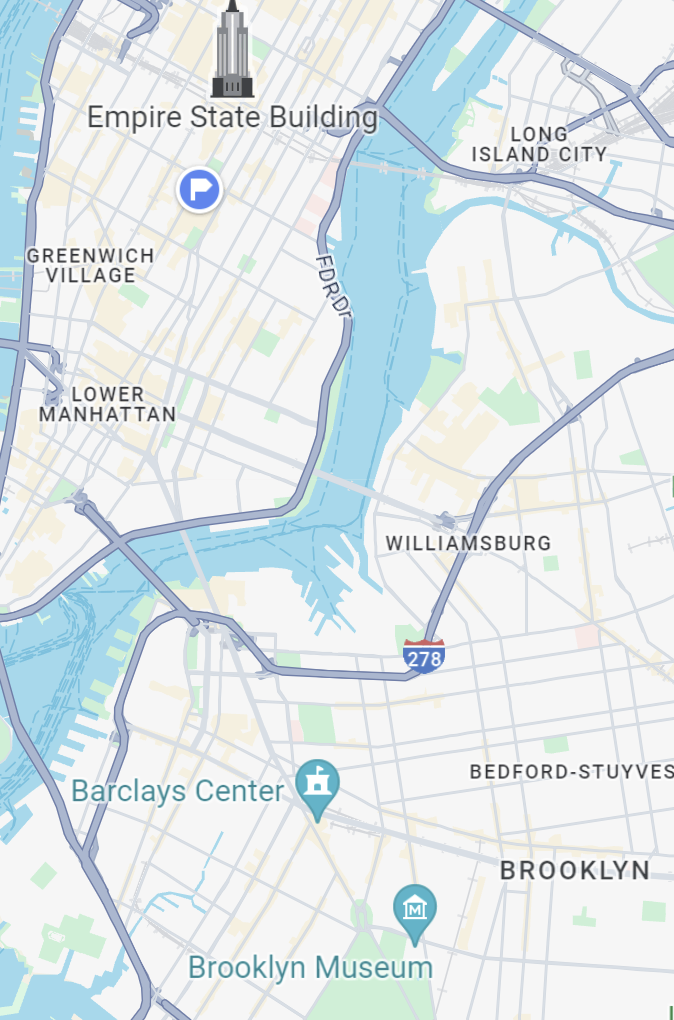 Empire State Building
LONG
ISLAND CITY
GREENWICH
VILLAGE
FDR Dr
LOWER
MANHATTAN
WILLIAMSBURG
278
BEDFORD-STUYVES
Barclays Center
BROOKLYN
M
Brooklyn Museum